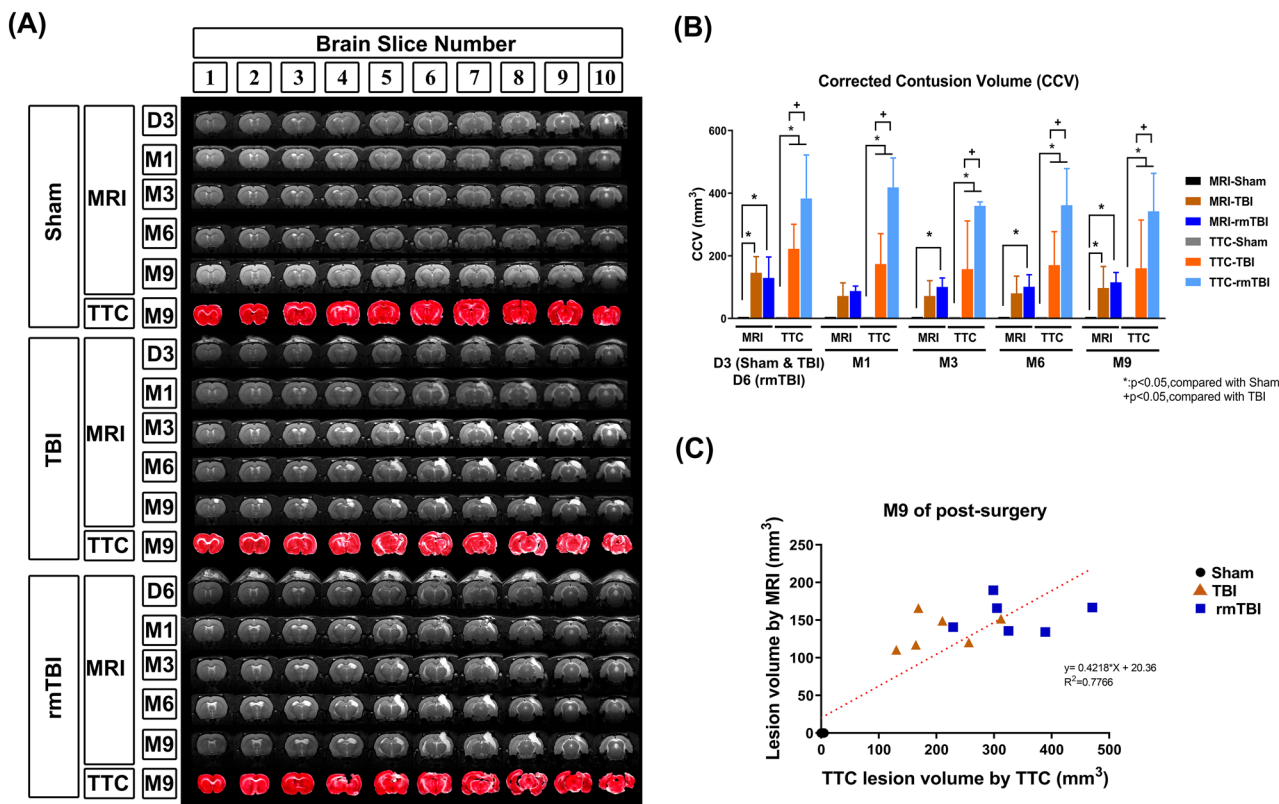 (A)
Brain Slice Number
1 2 3 4 5 6 7 8 9 10
Sham
MRI
D3
M1
M3
M6
M9
TTC
M9
TBI
MRI
D3
M1
M3
M6
M9
TTC
M9
rmTBI
MRI
D6
M1
M3
M6
M9
TTC
M9
(B)
Corrected Contusion Volume (CCV)
CCV (mm³)
600
400
200
0
* * * +
* +
* * +
* * +
* * * +
MRI TTC MRI TTC MRI TTC MRI TTC MRI TTC
D3 (Sham & TBI) M1 M3 M6 M9
D6 (rmTBI)
MRI-Sham
MRI-TBI
MRI-rmTBI
TTC-Sham
TTC-TBI
TTC-rmTBI
*:p<0.05,compared with Sham
+p<0.05,compared with TBI
(C)
M9 of post-surgery
Lesion volume by MRI (mm³)
250
200
150
100
50
0
0 100 200 300 400 500
TTC lesion volume by TTC (mm³)
y= 0.4218*X + 20.36
R²=0.7766
Sham
TBI
rmTBI